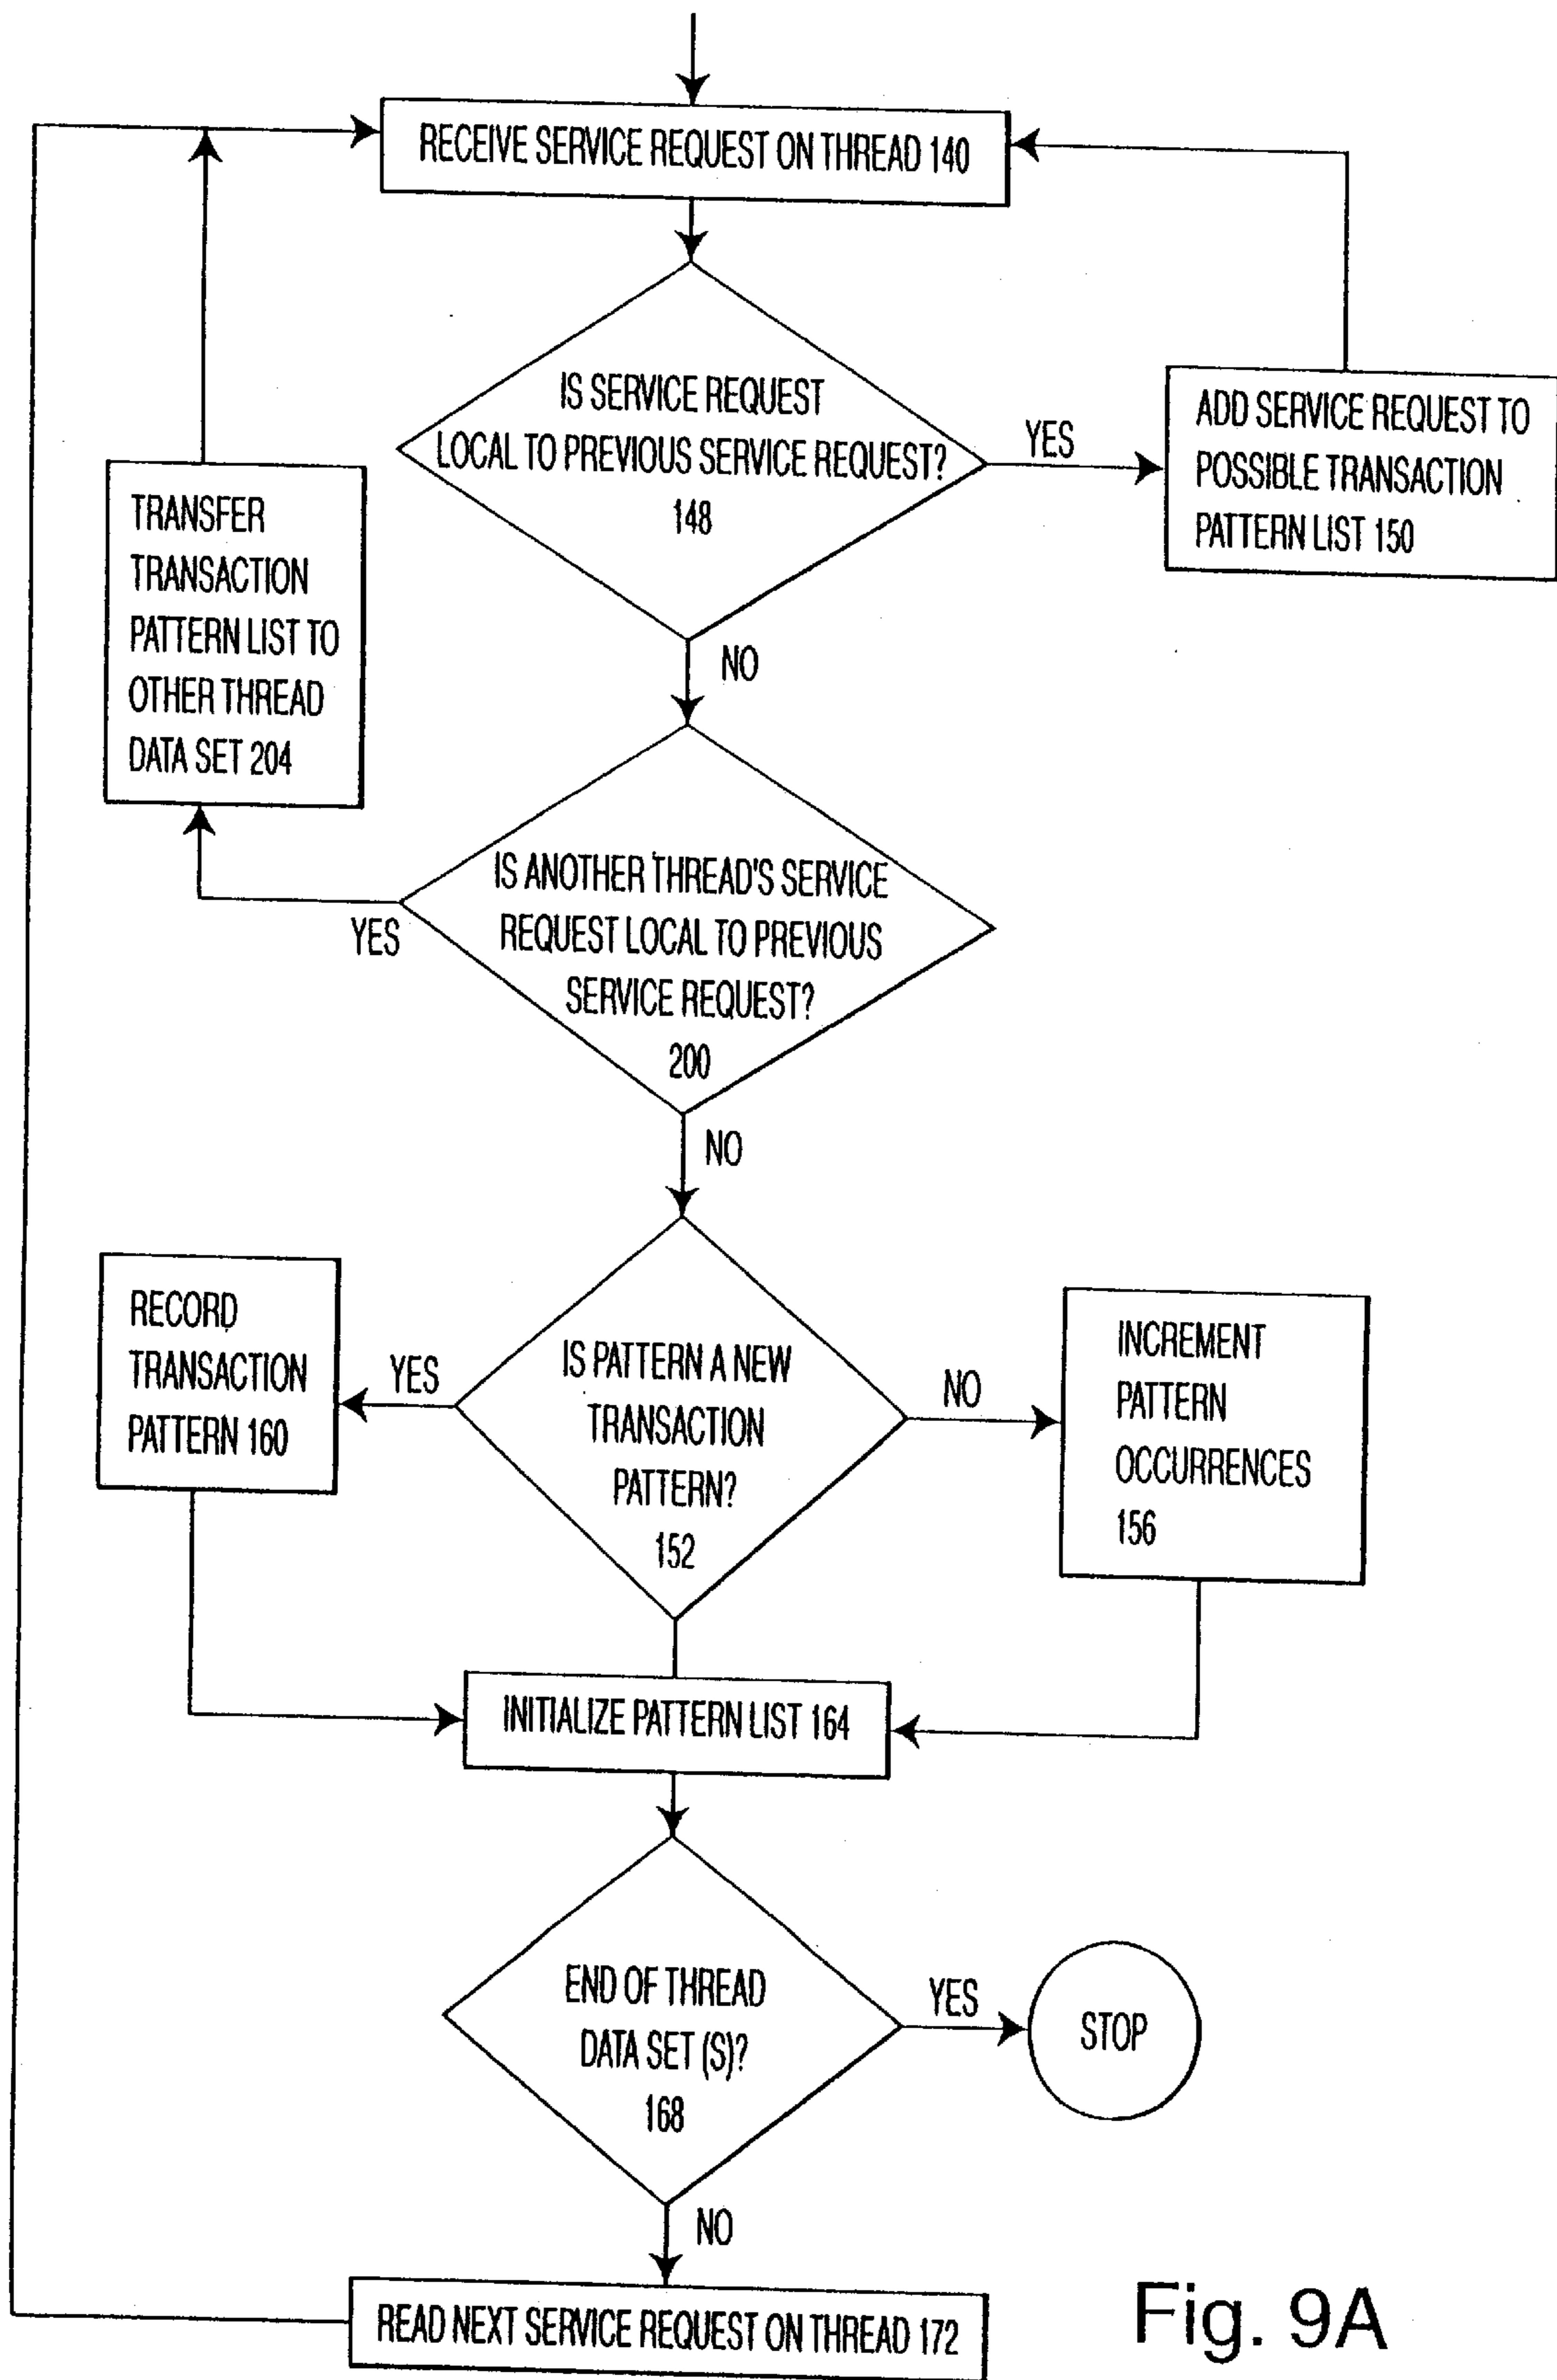 RECEIVE SERVICE REQUEST ON THREAD 140
IS SERVICE REQUEST
LOCAL TO PREVIOUS SERVICE REQUEST?
148
YES
ADD SERVICE REQUEST TO
POSSIBLE TRANSACTION
PATTERN LIST 150
NO
TRANSFER
TRANSACTION
PATTERN LIST TO
OTHER THREAD
DATA SET 204
IS ANOTHER THREAD'S SERVICE
REQUEST LOCAL TO PREVIOUS
SERVICE REQUEST?
200
YES
NO
RECORD
TRANSACTION
PATTERN 160
YES
IS PATTERN A NEW
TRANSACTION
PATTERN?
152
NO
INCREMENT
PATTERN
OCCURRENCES
156
INITIALIZE PATTERN LIST 164
END OF THREAD
DATA SET (S)?
168
YES
STOP
NO
READ NEXT SERVICE REQUEST ON THREAD 172
Fig. 9A